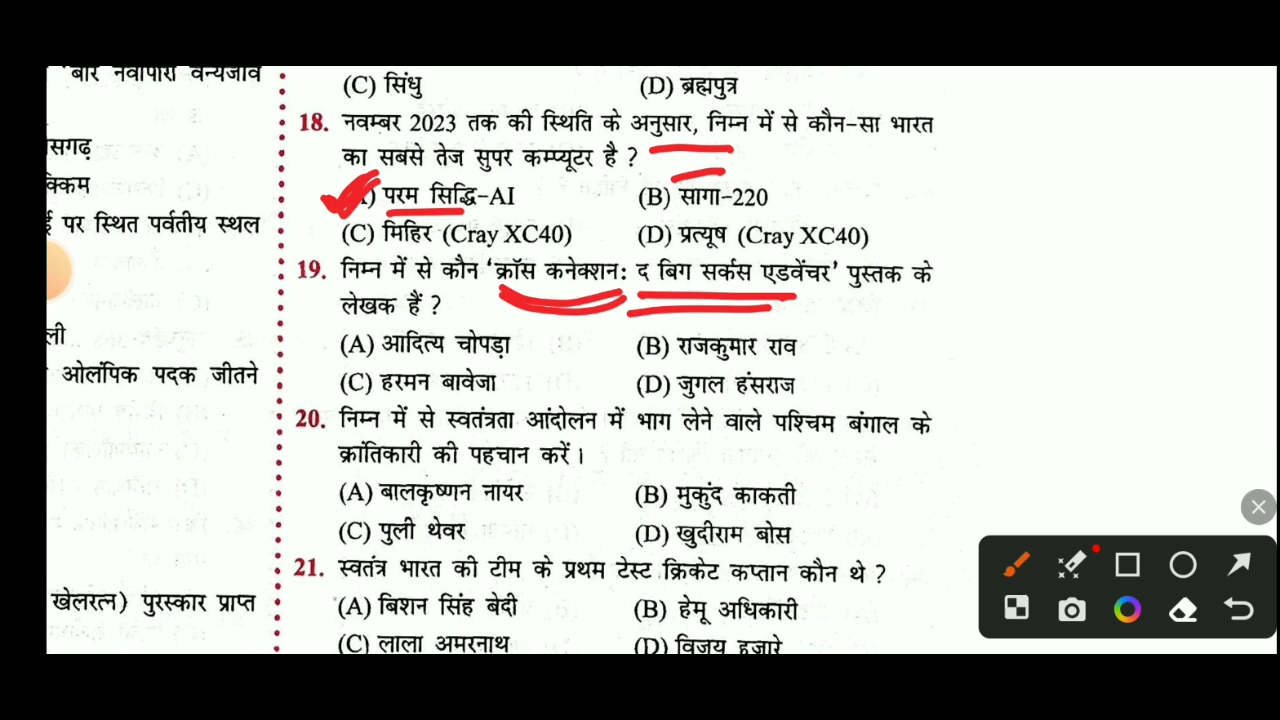 बार नवापारा वन्यजीव
सगढ़
क्किम
ई पर स्थित पर्वतीय स्थल
ली
ओलंपिक पदक जीतने
खेलरत्न) पुरस्कार प्राप्त
(C) सिंधु (D) ब्रह्मपुत्र
18. नवम्बर 2023 तक की स्थिति के अनुसार, निम्न में से कौन-सा भारत
का सबसे तेज सुपर कम्प्यूटर है ?
) परम सिद्धि-AI (B) सागा-220
(C) मिहिर (Cray XC40) (D) प्रत्यूष (Cray XC40)
19. निम्न में से कौन ‘क्रॉस कनेक्शन: द बिग सर्कस एडवेंचर’ पुस्तक के
लेखक हैं ?
(A) आदित्य चोपड़ा (B) राजकुमार राव
(C) हरमन बावेजा (D) जुगल हंसराज
20. निम्न में से स्वतंत्रता आंदोलन में भाग लेने वाले पश्चिम बंगाल के
क्रांतिकारी की पहचान करें।
(A) बालकृष्णन नायर (B) मुकुंद काकती
(C) पुली थेवर (D) खुदीराम बोस
21. स्वतंत्र भारत की टीम के प्रथम टेस्ट क्रिकेट कप्तान कौन थे ?
(A) बिशन सिंह बेदी (B) हेमू अधिकारी
(C) लाला अमरनाथ (D) विजय हजारे